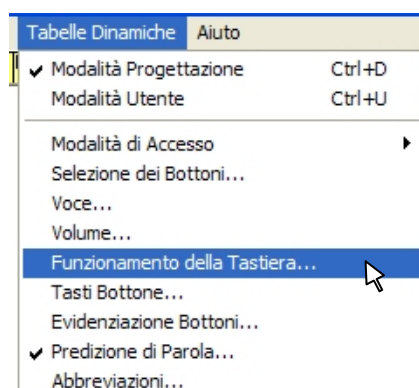 Tabelle Dinamiche Aiuto
Modalità Progettazione Ctrl+D
Modalità Utente Ctrl+U
Modalità di Accesso
Selezione dei Bottoni...
Voce...
Volume...
Funzionamento della Tastiera...
Tasti Bottone...
Evidenziazione Bottoni...
Predizione di Parola...
Abbreviazioni...